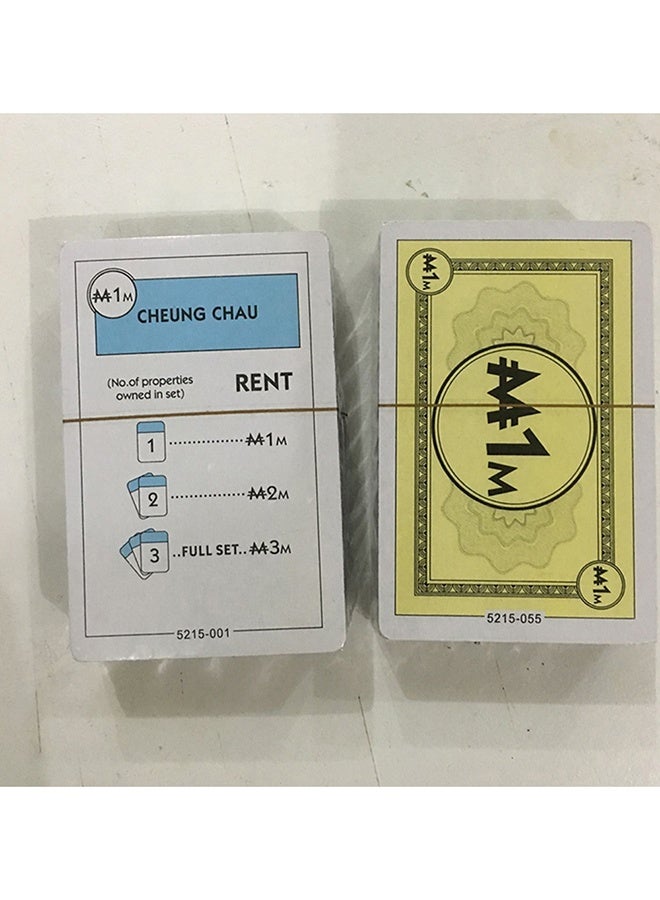 ₩1M
CHEUNG CHAU
(No.of properties
owned in set)
RENT
1 ............... ₩1M
2 ............... ₩2M
3 ..FULL SET.. ₩3M
5215-001
₩1M
₩1M
₩1M
5215-055